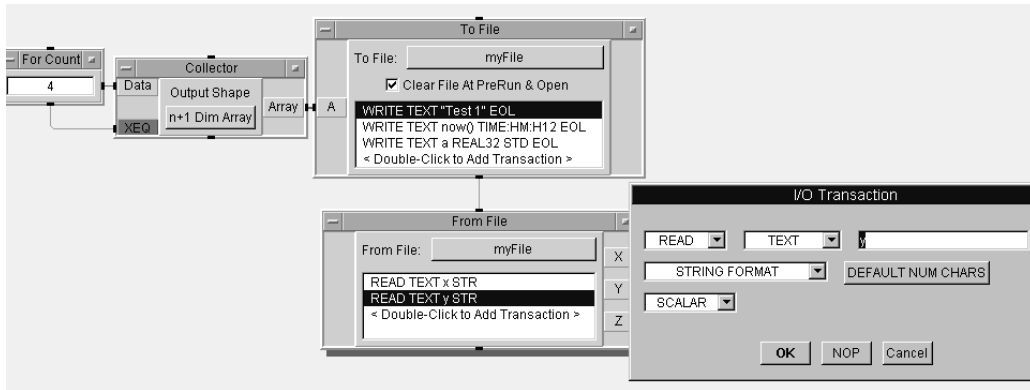 For Count
4
Collector
Data
Output Shape
n+1 Dim Array
XEQ
Array
To File
To File:
myFile
Clear File At PreRun & Open
A
WRITE TEXT "Test 1" EOL
WRITE TEXT now() TIME:HM:H12 EOL
WRITE TEXT a REAL32 STD EOL
< Double-Click to Add Transaction >
From File
From File:
myFile
READ TEXT x STR
READ TEXT y STR
< Double-Click to Add Transaction >
X
Y
Z
I/O Transaction
READ
TEXT
y
STRING FORMAT
DEFAULT NUM CHARS
SCALAR
OK
NOP
Cancel